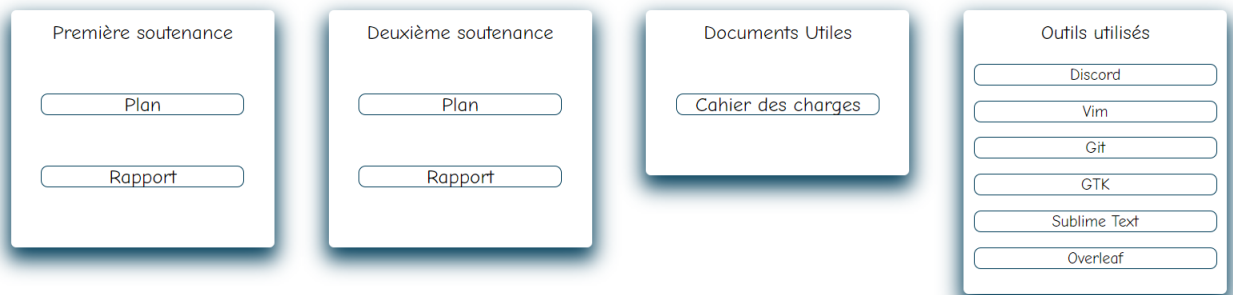 Première soutenance
Plan
Rapport
Deuxième soutenance
Plan
Rapport
Documents Utiles
Cahier des charges
Outils utilisés
Discord
Vim
Git
GTK
Sublime Text
Overleaf